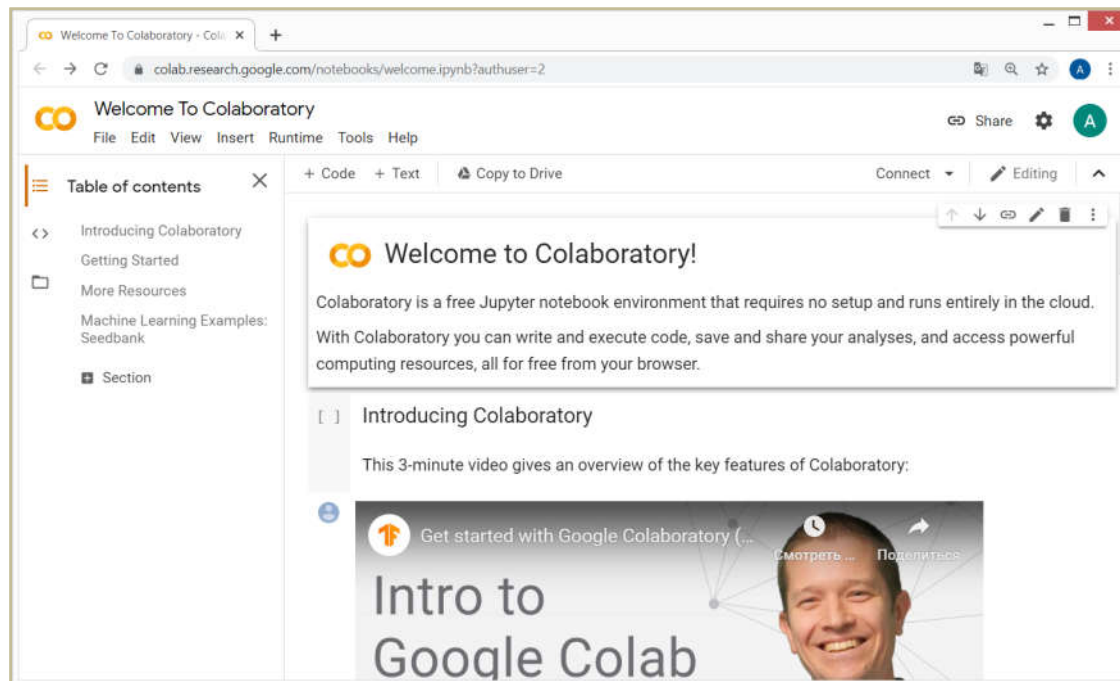 Welcome To Colaboratory - Cola
colab.research.google.com/notebooks/welcome.ipynb?authuser=2
A
CO
Welcome To Colaboratory
File Edit View Insert Runtime Tools Help
Share
A
Table of contents
+ Code + Text Copy to Drive
Connect
Editing
Introducing Colaboratory
Getting Started
More Resources
Machine Learning Examples:
Seedbank
Section
CO Welcome to Colaboratory!
Colaboratory is a free Jupyter notebook environment that requires no setup and runs entirely in the cloud.
With Colaboratory you can write and execute code, save and share your analyses, and access powerful
computing resources, all for free from your browser.
[ ] Introducing Colaboratory
This 3-minute video gives an overview of the key features of Colaboratory:
Get started with Google Colaboratory (...
Смотреть ... Поделиться
Intro to
Google Colab